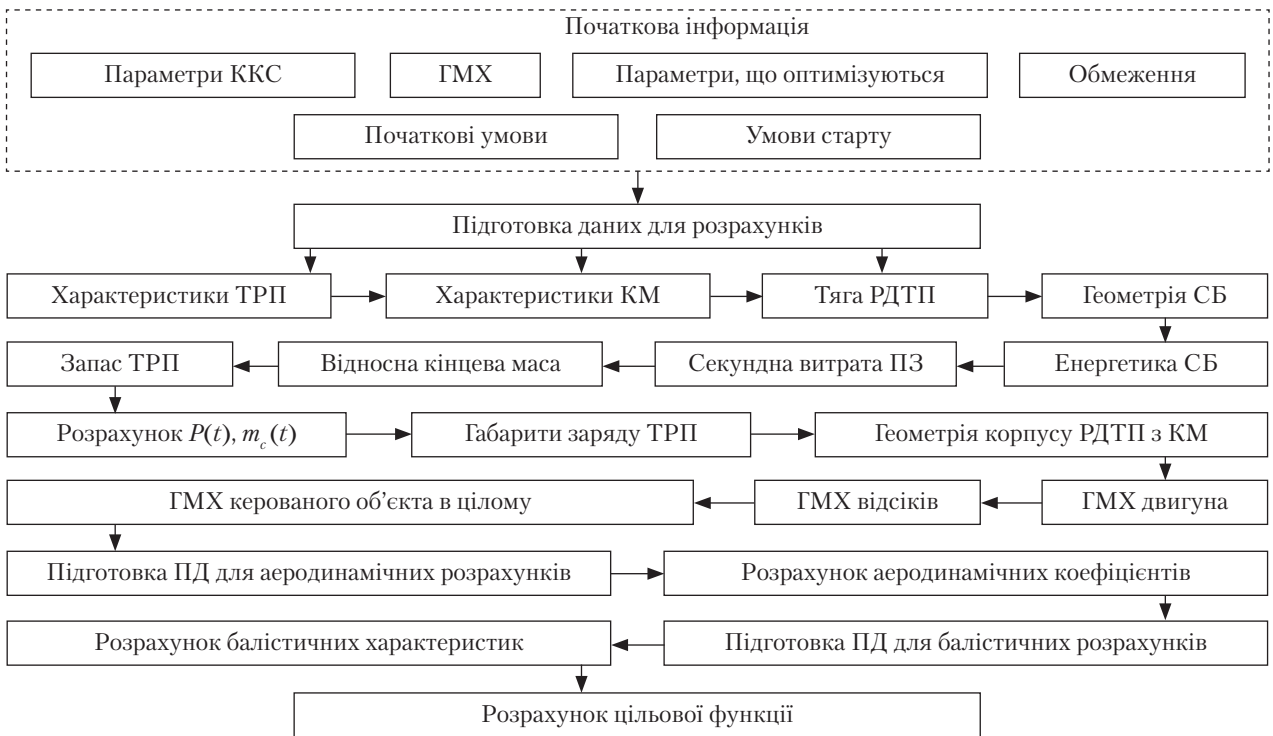 Початкова інформація
Параметри ККС
ГМХ
Параметри, що оптимізуються
Обмеження
Початкові умови
Умови старту
Підготовка даних для розрахунків
Характеристики ТРП
Характеристики КМ
Тяга РДТП
Геометрія СБ
Запас ТРП
Відносна кінцева маса
Секундна витрата ПЗ
Енергетика СБ
Розрахунок P(t), m_c(t)
Габарити заряду ТРП
Геометрія корпусу РДТП з КМ
ГМХ керованого об’єкта в цілому
ГМХ відсіків
ГМХ двигуна
Підготовка ПД для аеродинамічних розрахунків
Розрахунок аеродинамічних коефіцієнтів
Розрахунок балістичних характеристик
Підготовка ПД для балістичних розрахунків
Розрахунок цільової функції